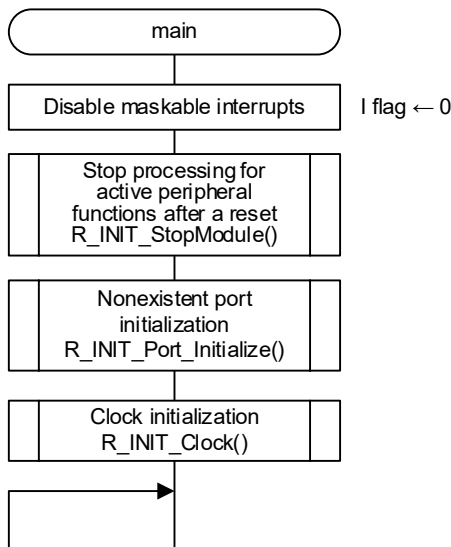 main
Disable maskable interrupts
I flag ← 0
Stop processing for
active peripheral
functions after a reset
R_INIT_StopModule()
Nonexistent port
initialization
R_INIT_Port_Initialize()
Clock initialization
R_INIT_Clock()